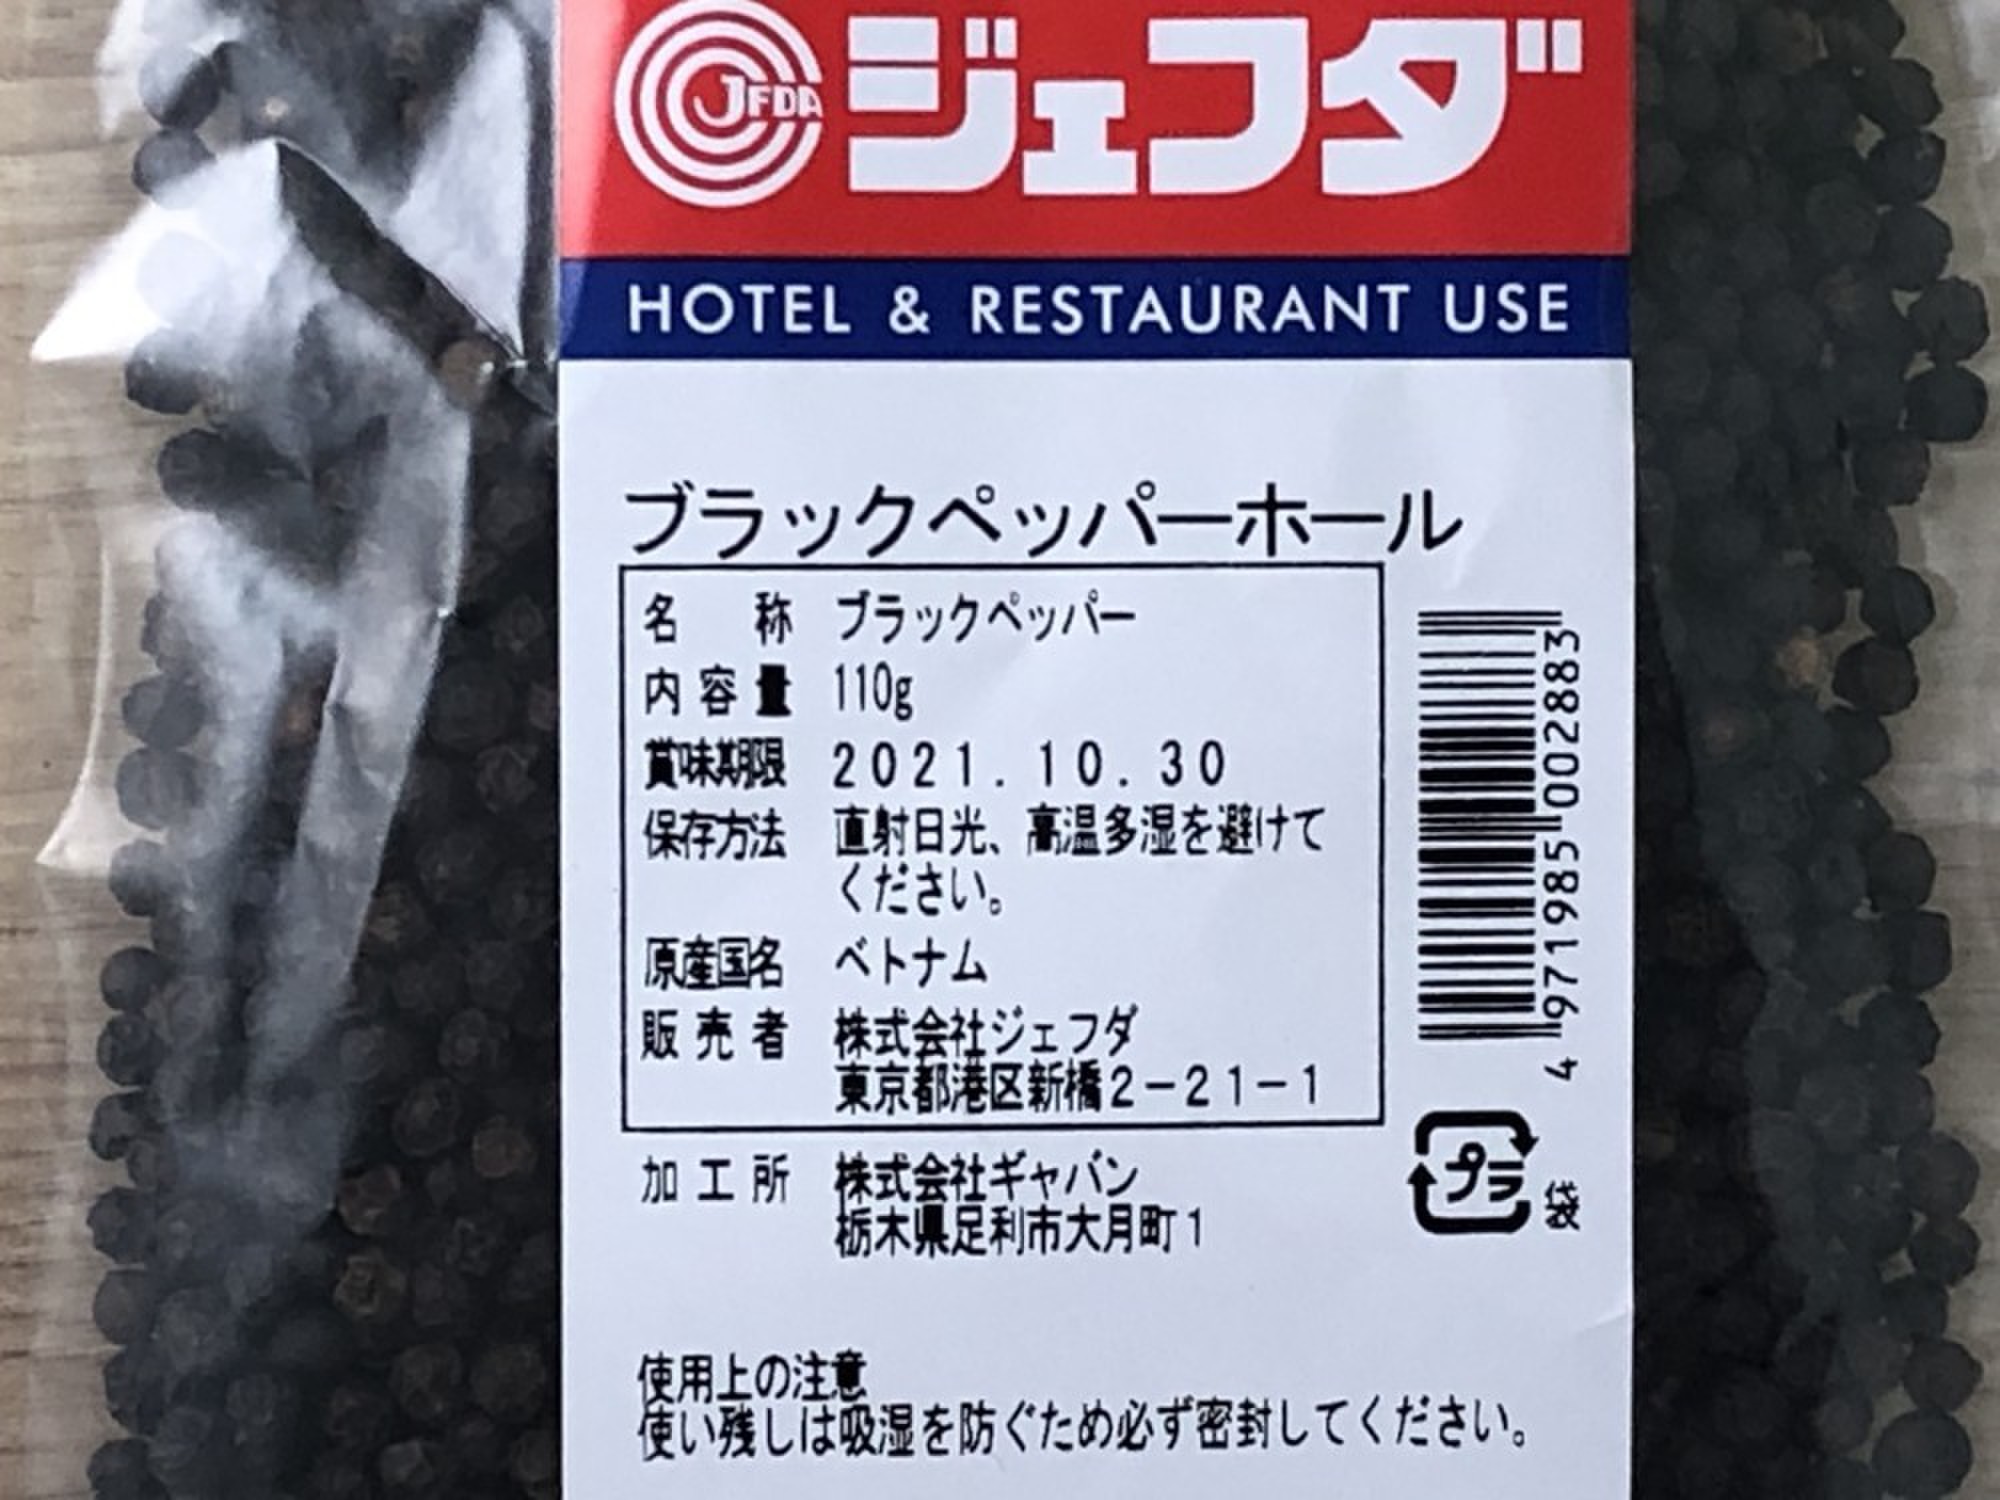 JFDA ジェフダ
HOTEL & RESTAURANT USE
ブラックペッパーホール
名 称 ブラックペッパー
内容量 110g
賞味期限 2021.10.30
保存方法 直射日光、高温多湿を避けて
ください。
原産国名 ベトナム
販売者 株式会社ジェフダ
東京都港区新橋2-21-1
加工所 株式会社ギャバン
栃木県足利市大月町1
4 971985 002883
プラ 袋
使用上の注意
使い残しは吸湿を防ぐため必ず密封してください。